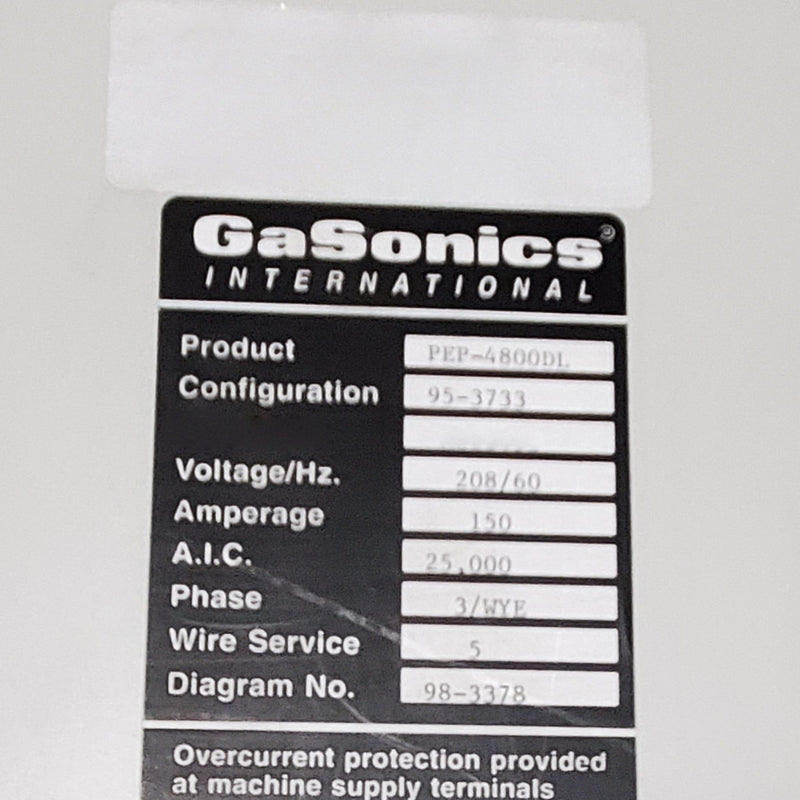 GaSonics®
INTERNATIONAL
Product PEP-4800DL
Configuration 95-3733
Voltage/Hz. 208/60
Amperage 150
A.I.C. 25,000
Phase 3/WYE
Wire Service 5
Diagram No. 98-3378
Overcurrent protection provided
at machine supply terminals